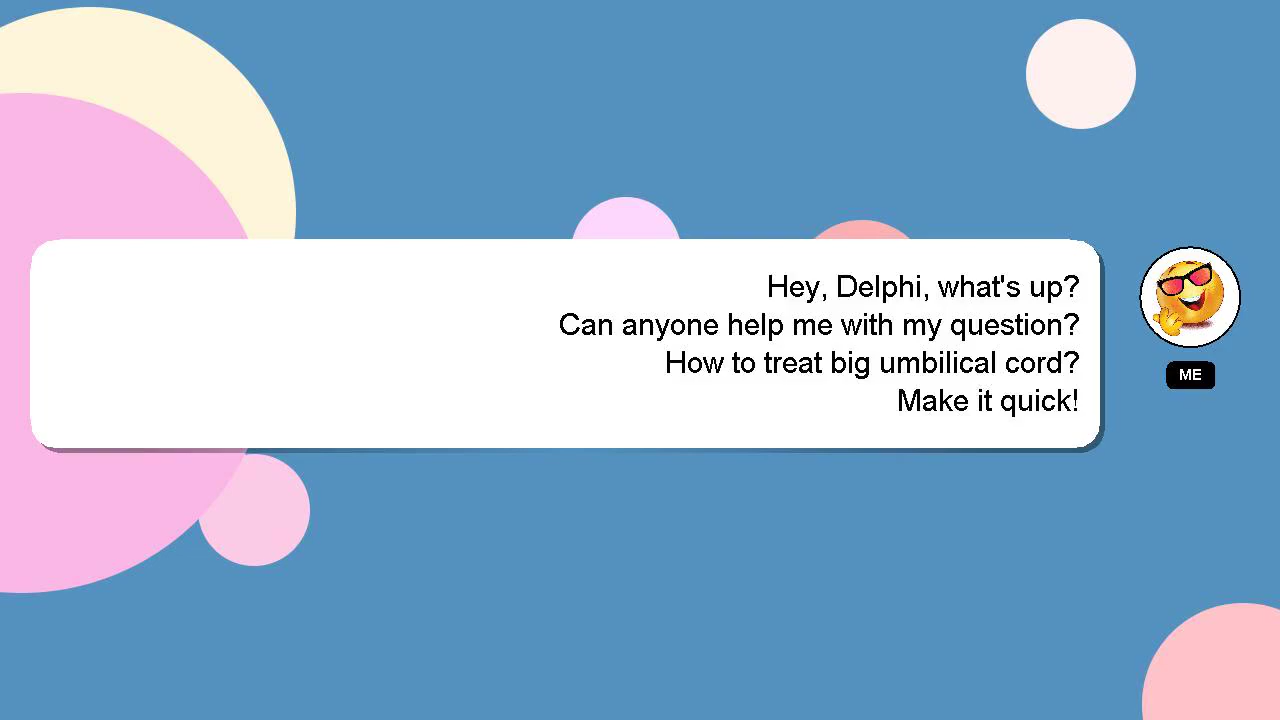 Hey, Delphi, what's up?
Can anyone help me with my question?
How to treat big umbilical cord?
Make it quick!
ME